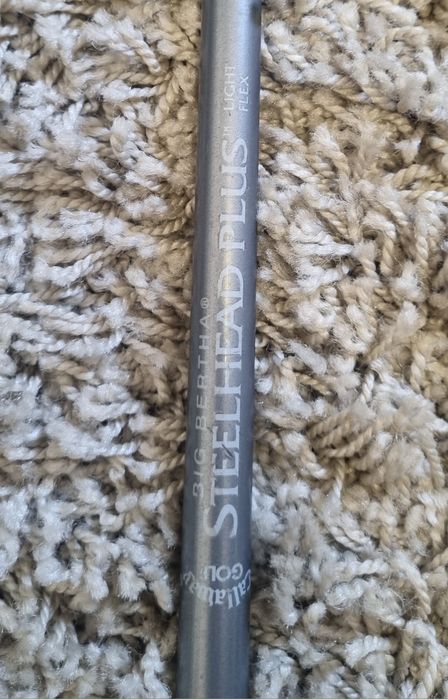 Callaway
GOLF
BIG BERTHA®
STEELHEAD PLUS™
LIGHT
FLEX